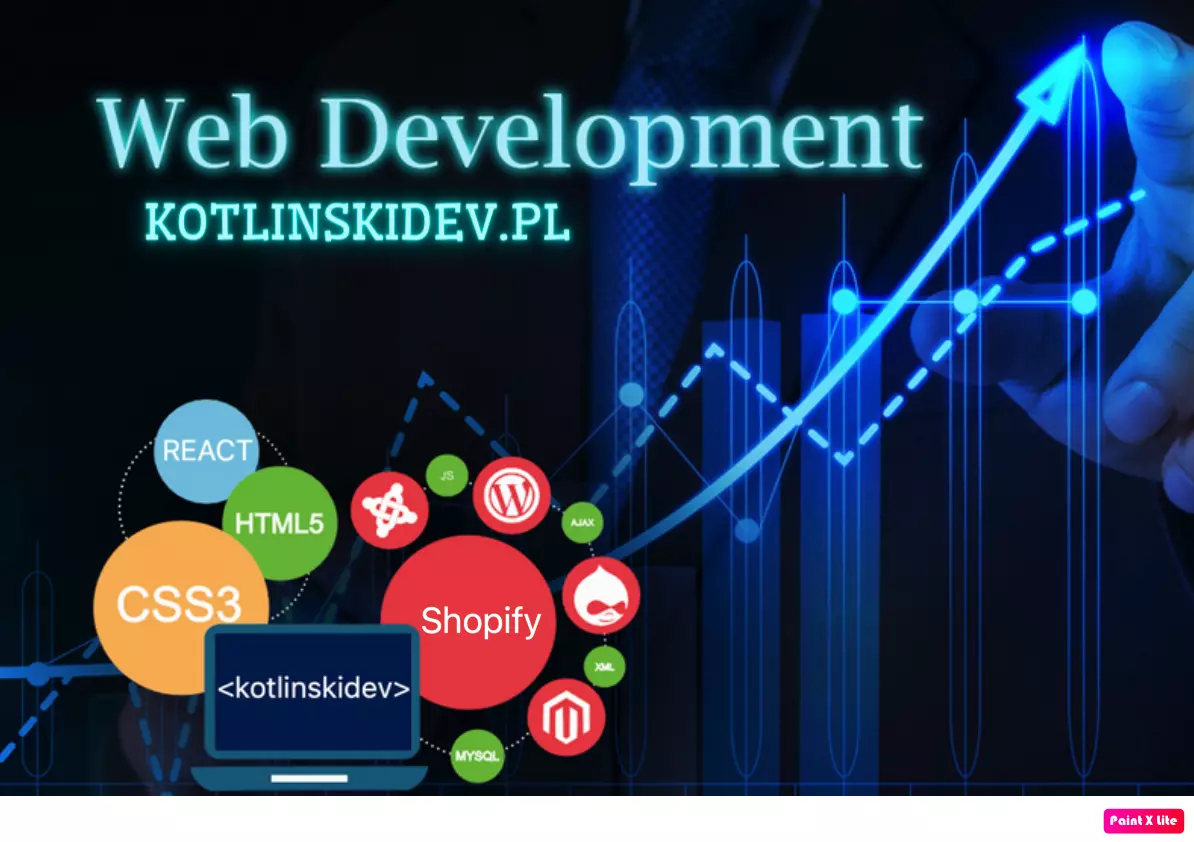 Web Development
KOTLINSKIDEV.PL
REACT
HTML5
CSS3
<kotlinskidev>
JS
AJAX
Shopify
XML
MYSQL
Paint X Lite